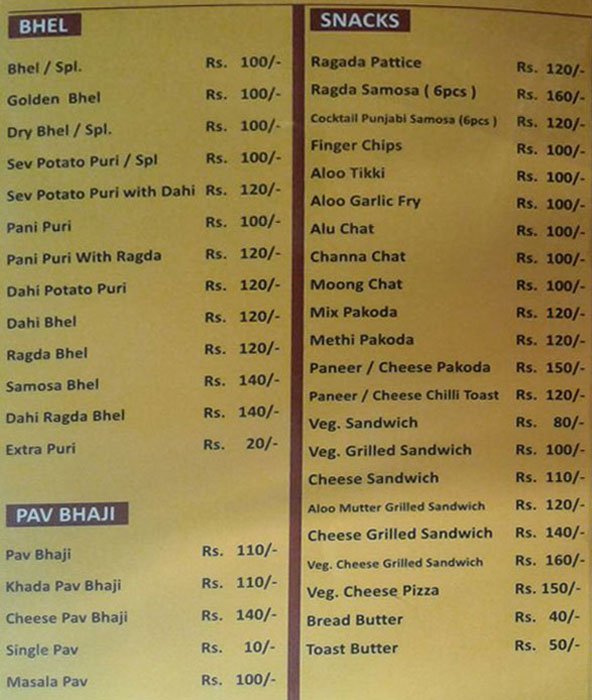 BHEL
Bhel / Spl. Rs. 100/-
Golden Bhel Rs. 100/-
Dry Bhel / Spl. Rs. 100/-
Sev Potato Puri / Spl Rs. 100/-
Sev Potato Puri with Dahi Rs. 120/-
Pani Puri Rs. 100/-
Pani Puri With Ragda Rs. 120/-
Dahi Potato Puri Rs. 120/-
Dahi Bhel Rs. 120/-
Ragda Bhel Rs. 120/-
Samosa Bhel Rs. 140/-
Dahi Ragda Bhel Rs. 140/-
Extra Puri Rs. 20/-
PAV BHAJI
Pav Bhaji Rs. 110/-
Khada Pav Bhaji Rs. 110/-
Cheese Pav Bhaji Rs. 140/-
Single Pav Rs. 10/-
Masala Pav Rs. 100/-
SNACKS
Ragada Pattice Rs. 120/-
Ragda Samosa ( 6pcs ) Rs. 160/-
Cocktail Punjabi Samosa (6pcs ) Rs. 120/-
Finger Chips Rs. 100/-
Aloo Tikki Rs. 100/-
Aloo Garlic Fry Rs. 100/-
Alu Chat Rs. 100/-
Channa Chat Rs. 100/-
Moong Chat Rs. 100/-
Mix Pakoda Rs. 120/-
Methi Pakoda Rs. 120/-
Paneer / Cheese Pakoda Rs. 150/-
Paneer / Cheese Chilli Toast Rs. 120/-
Veg. Sandwich Rs. 80/-
Veg. Grilled Sandwich Rs. 100/-
Cheese Sandwich Rs. 110/-
Aloo Mutter Grilled Sandwich Rs. 120/-
Cheese Grilled Sandwich Rs. 140/-
Veg. Cheese Grilled Sandwich Rs. 160/-
Veg. Cheese Pizza Rs. 150/-
Bread Butter Rs. 40/-
Toast Butter Rs. 50/-